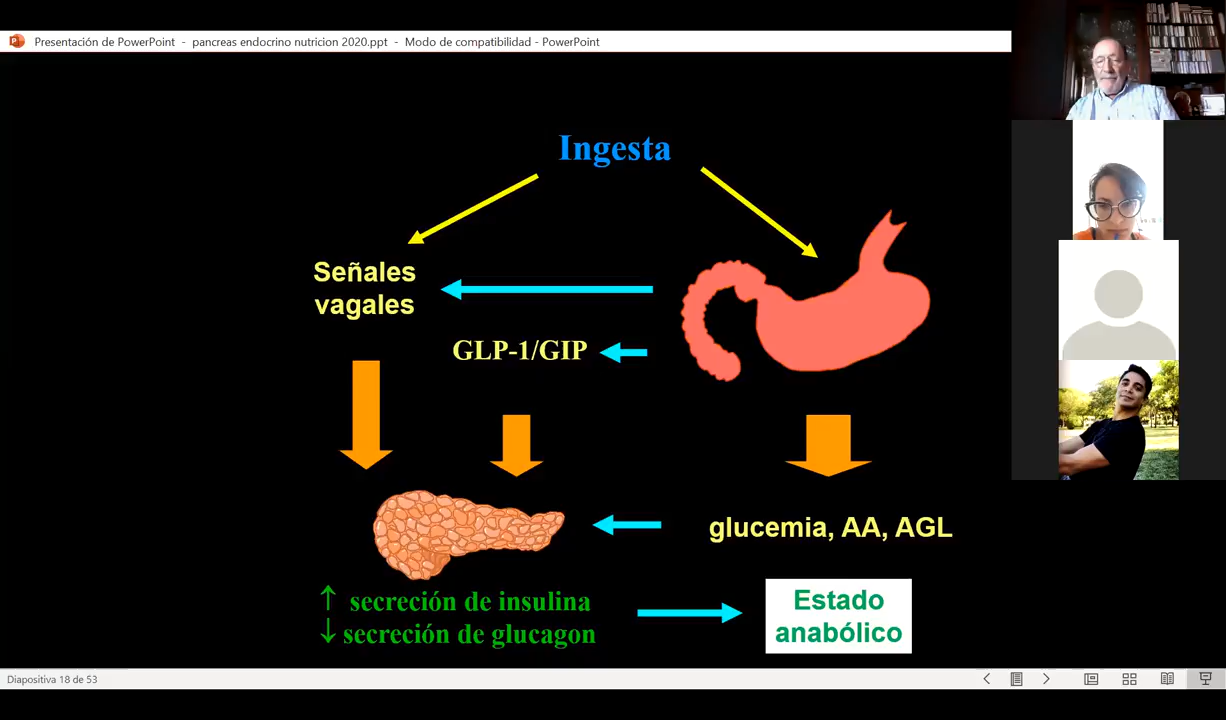 Presentación de PowerPoint - pancreas endocrino nutricion 2020.ppt - Modo de compatibilidad - PowerPoint
Ingesta
Señales
vagales
GLP-1/GIP
glucemia, AA, AGL
↑ secreción de insulina
↓ secreción de glucagon
Estado
anabólico
Diapositiva 18 de 53